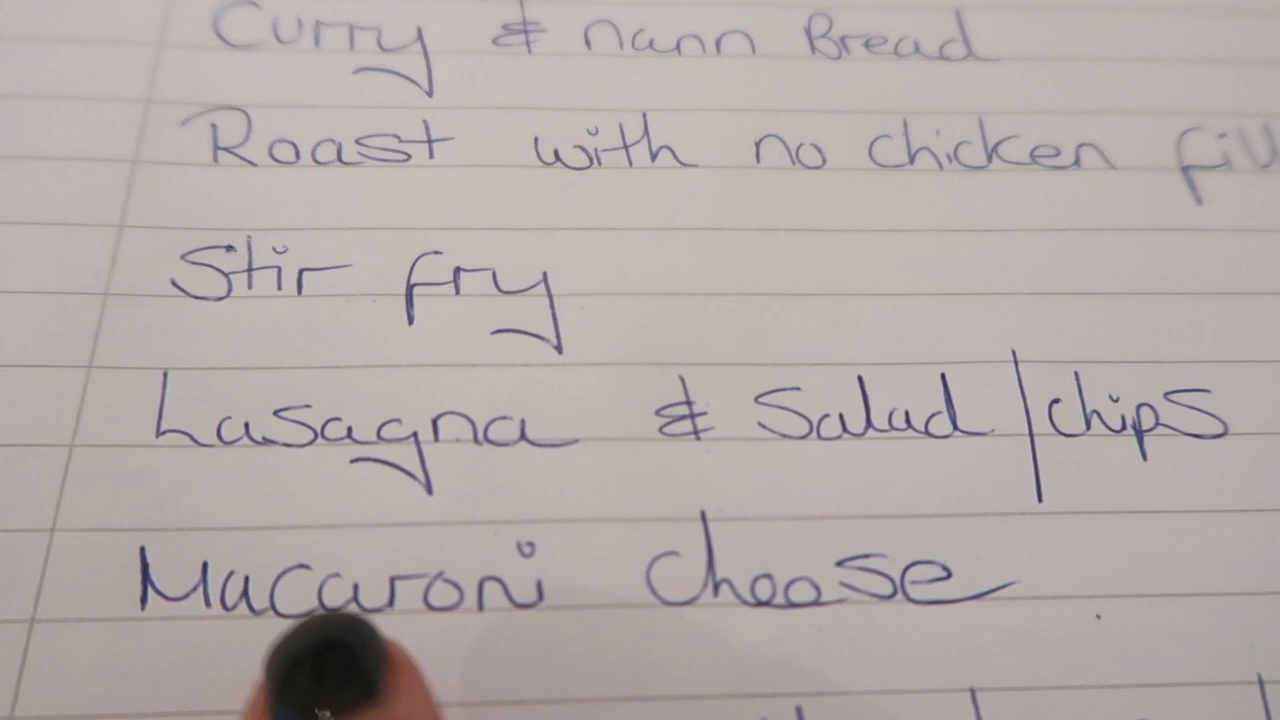 Curry & nann Bread
Roast with no chicken
Stir fry
Lasagna & Salad / chips
Macaroni cheese